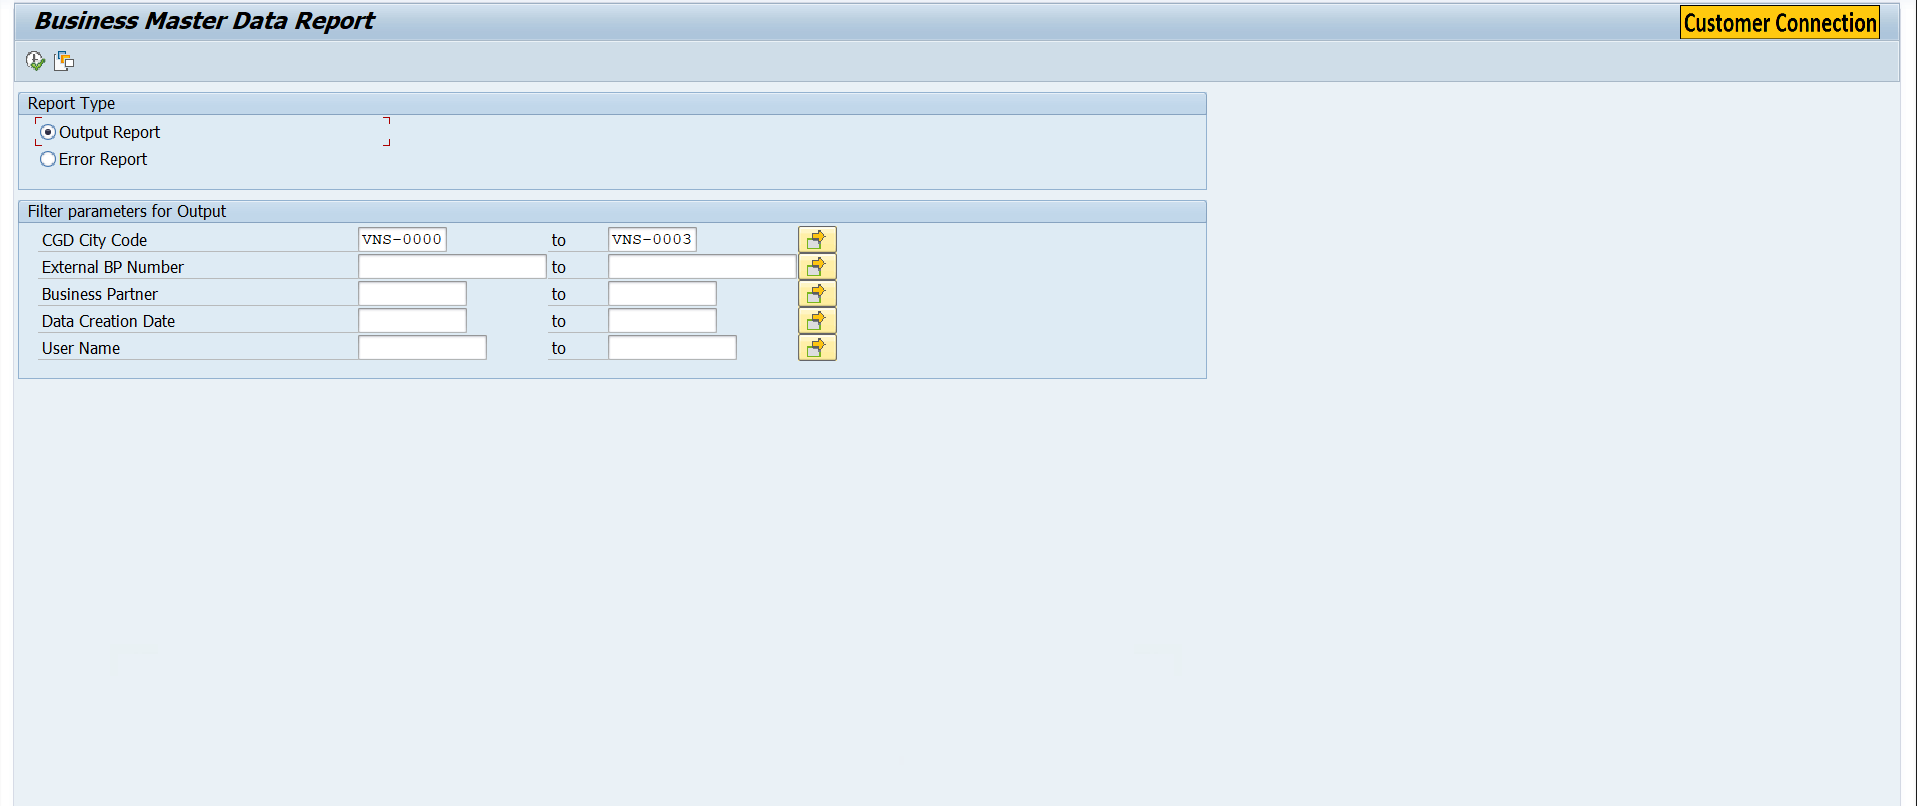 Business Master Data Report
Customer Connection
Report Type
Output Report
Error Report
Filter parameters for Output
CGD City Code VNS-0000 to VNS-0003
External BP Number to
Business Partner to
Data Creation Date to
User Name to